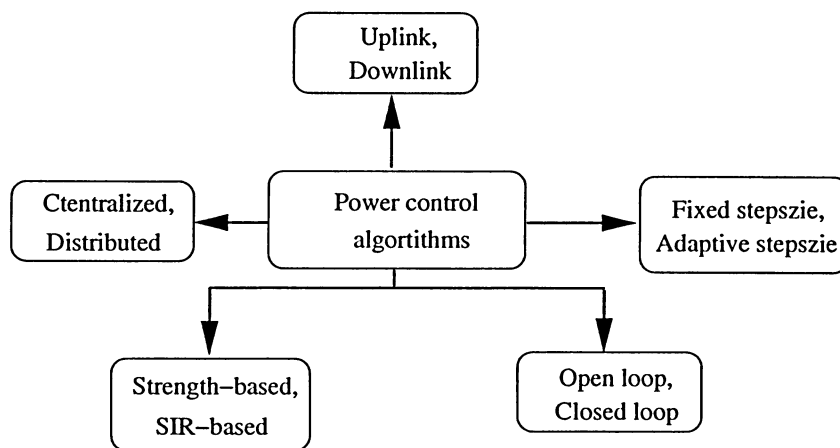 Uplink,
Downlink
Ctentralized,
Distributed
Power control
algortithms
Fixed stepszie,
Adaptive stepszie
Strength-based,
SIR-based
Open loop,
Closed loop